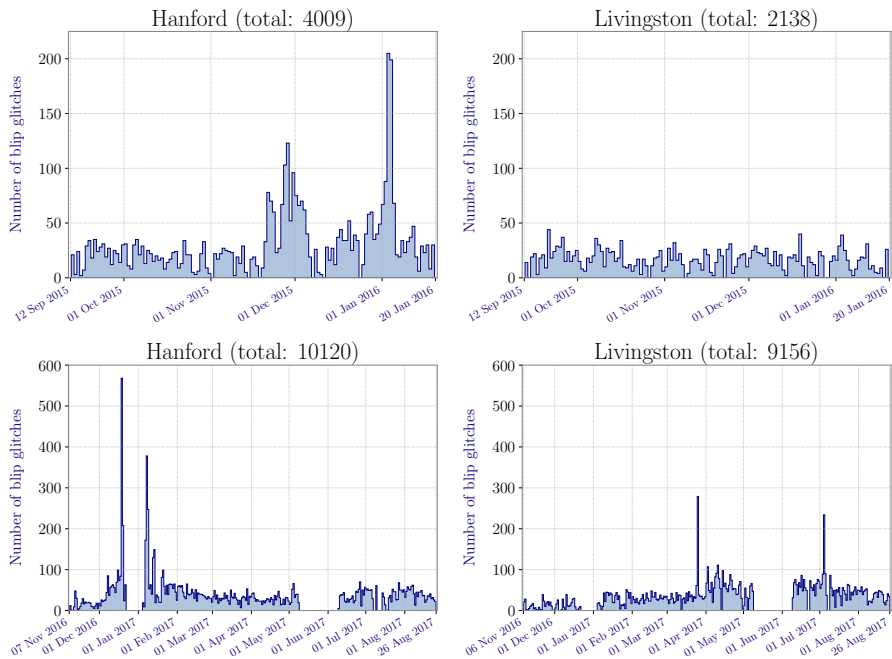 Hanford (total: 4009)
Number of blip glitches
200
150
100
50
0
12 Sep 2015
01 Oct 2015
01 Nov 2015
01 Dec 2015
01 Jan 2016
20 Jan 2016
Livingston (total: 2138)
Number of blip glitches
200
150
100
50
0
12 Sep 2015
01 Oct 2015
01 Nov 2015
01 Dec 2015
01 Jan 2016
20 Jan 2016
Hanford (total: 10120)
Number of blip glitches
600
500
400
300
200
100
0
07 Nov 2016
01 Dec 2016
01 Jan 2017
01 Feb 2017
01 Mar 2017
01 Apr 2017
01 May 2017
01 Jun 2017
01 Jul 2017
01 Aug 2017
26 Aug 2017
Livingston (total: 9156)
Number of blip glitches
600
500
400
300
200
100
0
06 Nov 2016
01 Dec 2016
01 Jan 2017
01 Feb 2017
01 Mar 2017
01 Apr 2017
01 May 2017
01 Jun 2017
01 Jul 2017
01 Aug 2017
26 Aug 2017